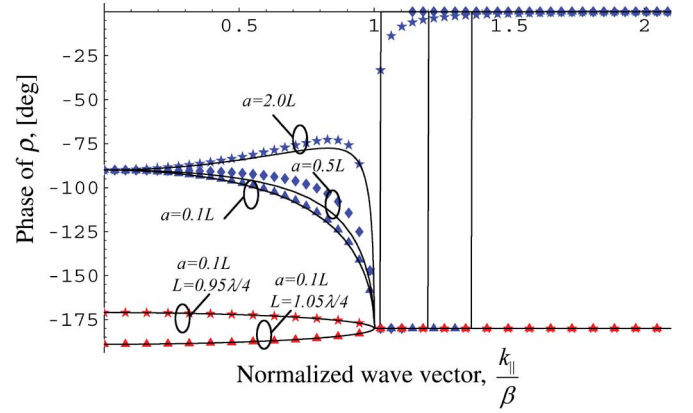 0.5 1 1.5 2
-25
-50
-75
-100
-125
-150
-175
Phase of ρ, [deg]
a=2.0L
a=0.5L
a=0.1L
a=0.1L
L=0.95λ/4
a=0.1L
L=1.05λ/4
Normalized wave vector, k∥/β